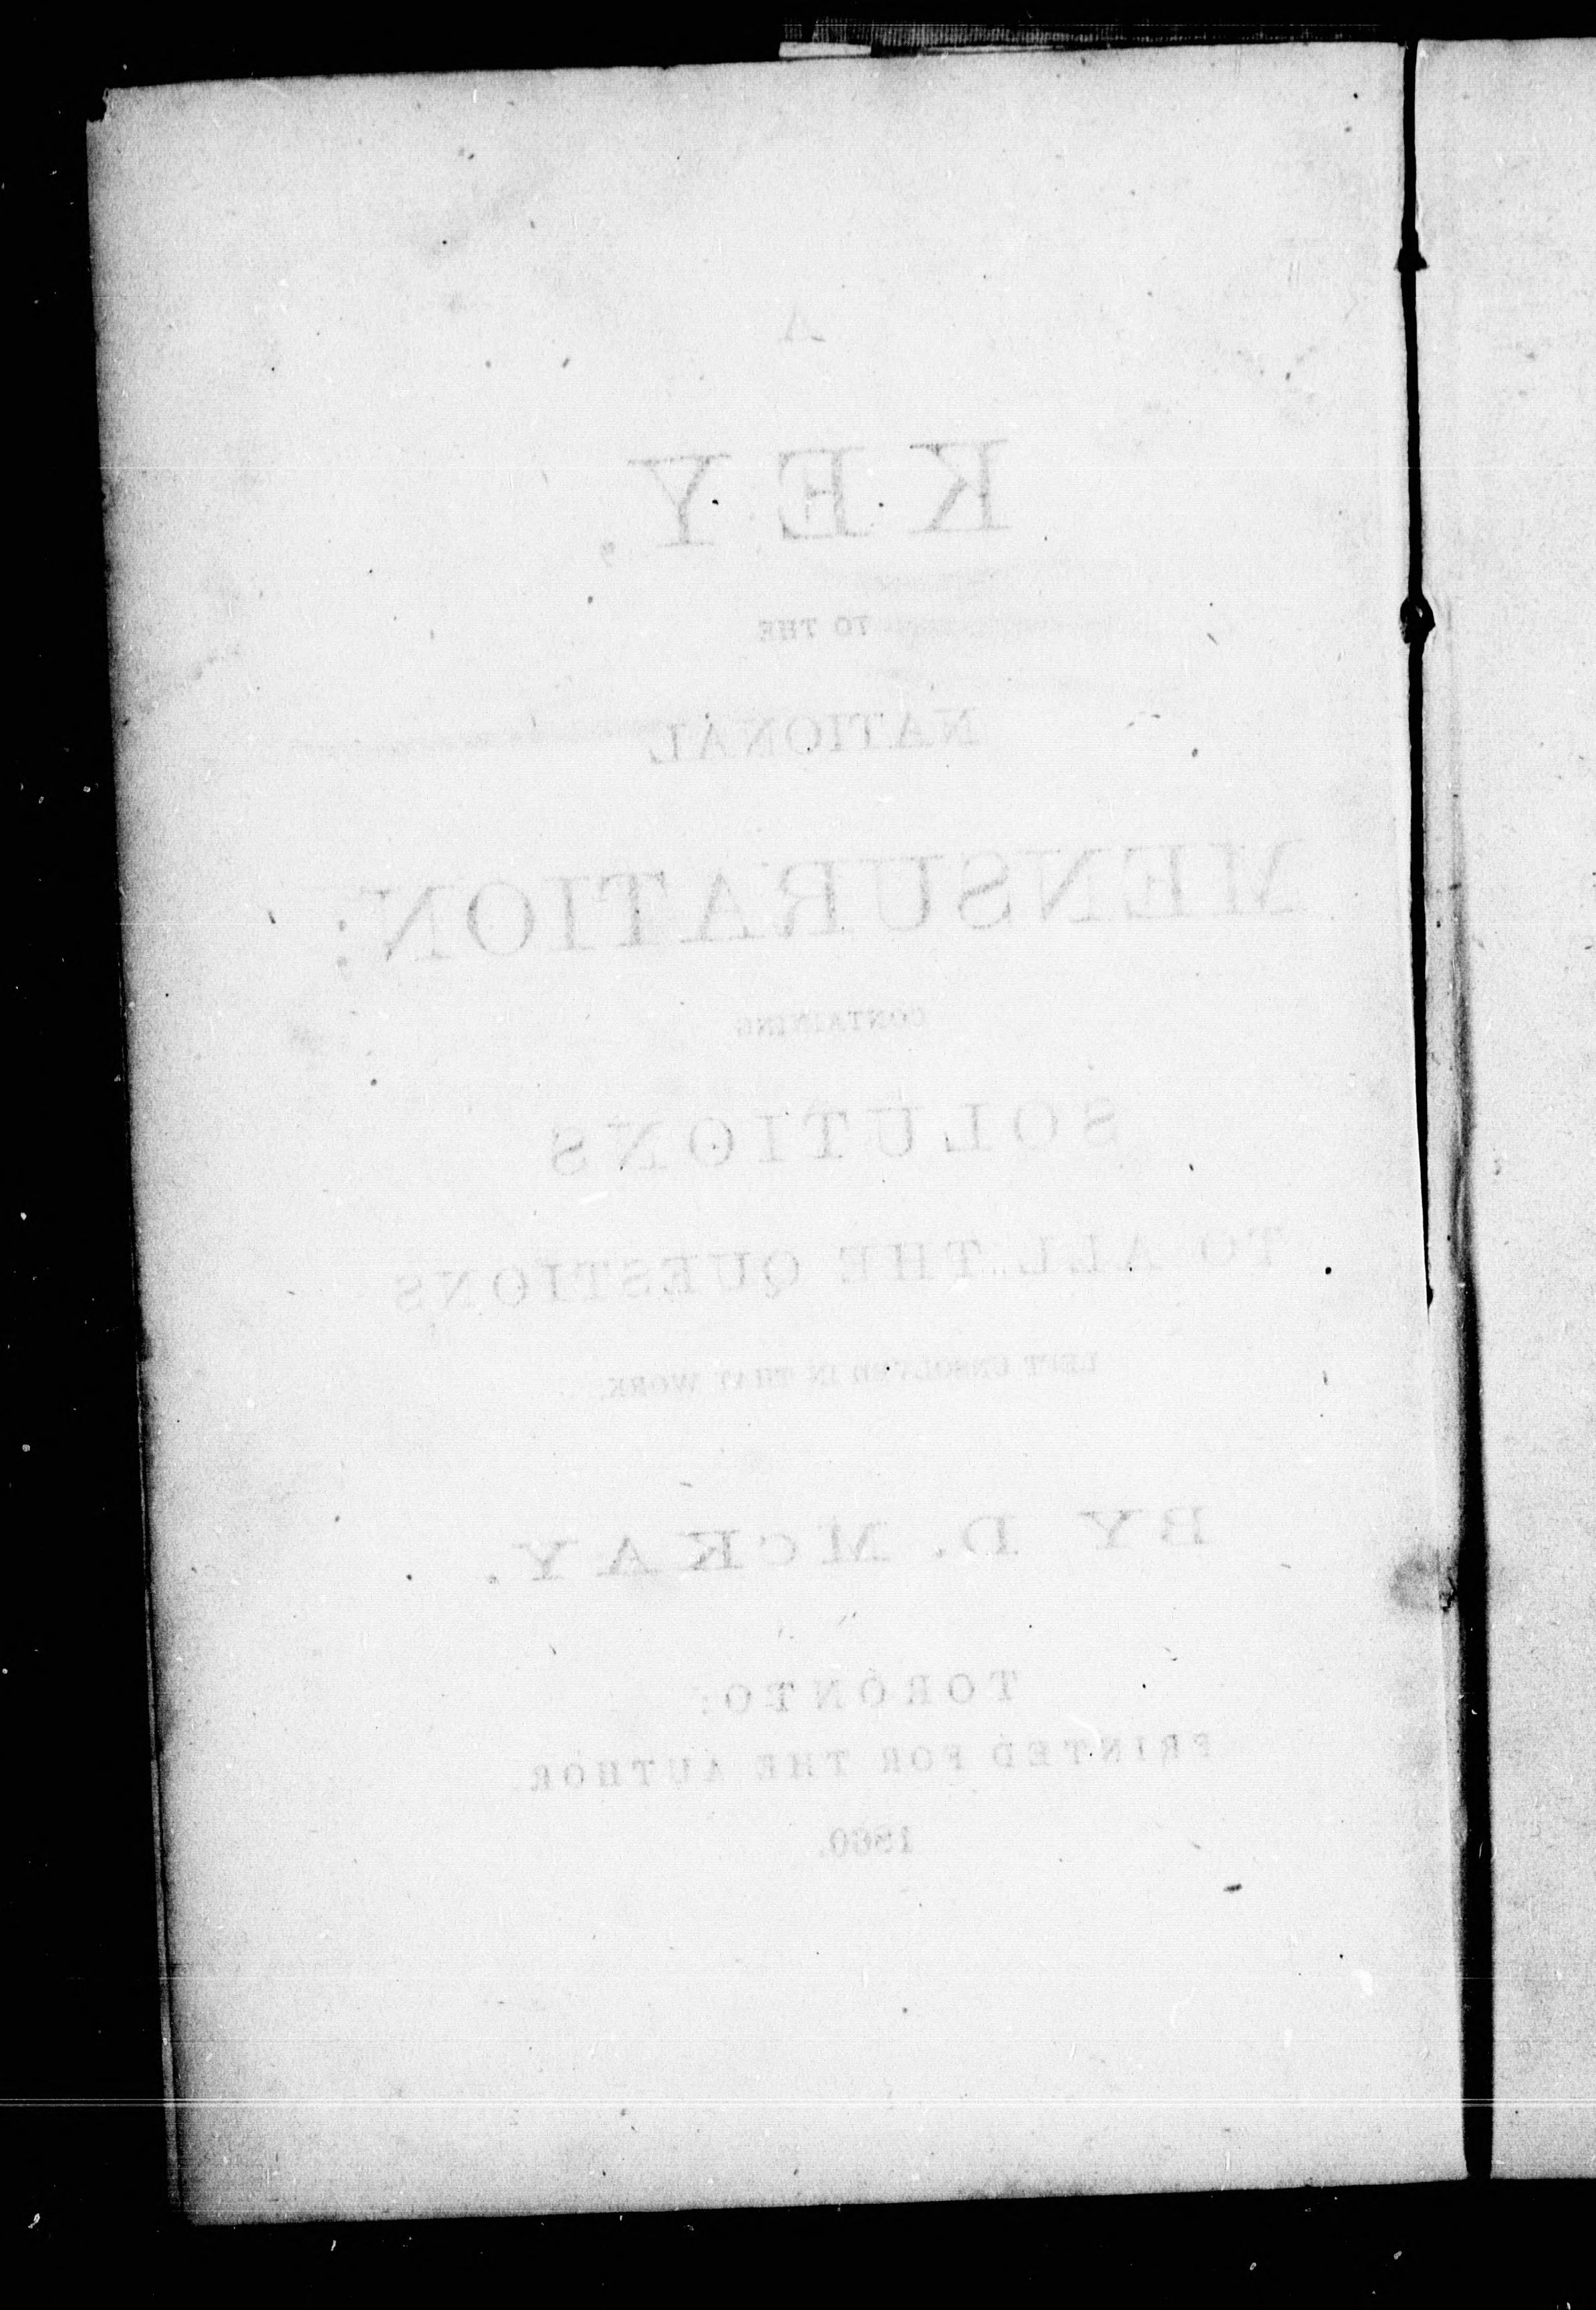 A
KEY,
TO THE
NATIONAL
MENSURATION;
CONTAINING
SOLUTIONS
TO ALL THE QUESTIONS
LEFT UNSOLVED IN THAT WORK.
BY D. McKAY.
TORONTO:
PRINTED FOR THE AUTHOR.
1860.